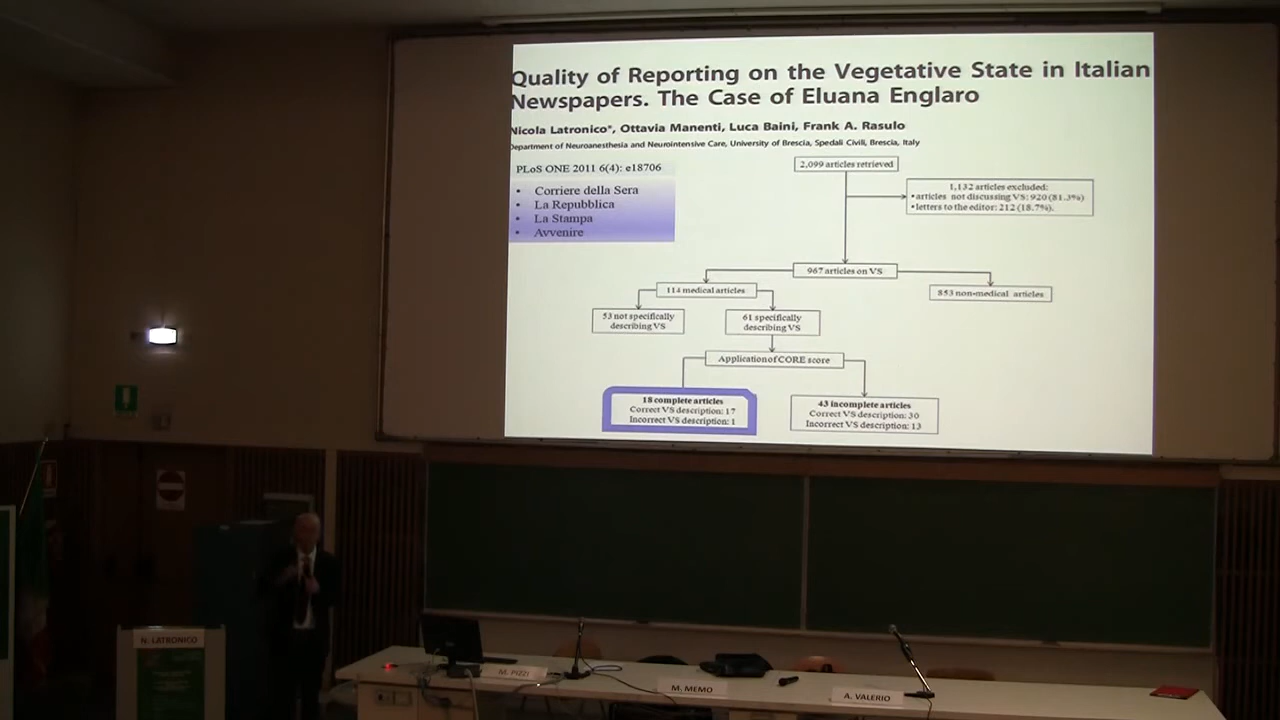 Quality of Reporting on the Vegetative State in Italian
Newspapers. The Case of Eluana Englaro
Nicola Latronico*, Ottavia Manenti, Luca Baini, Frank A. Rasulo
Department of Neuroanesthesia and Neurointensive Care, University of Brescia, Spedali Civili, Brescia, Italy
PLoS ONE 2011 6(4): e18706
• Corriere della Sera
• La Repubblica
• La Stampa
• Avvenire
2,099 articles retrieved
1,132 articles excluded:
• articles not discussing VS: 920 (81.3%)
• letters to the editor: 212 (18.7%).
967 articles on VS
114 medical articles
853 non-medical articles
53 not specifically
describing VS
61 specifically
describing VS
Application of CORE score
18 complete articles
Correct VS description: 17
Incorrect VS description: 1
43 incomplete articles
Correct VS description: 30
Incorrect VS description: 13
N. LATRONICO
M. PIZZI
M. MEMO
A. VALERIO